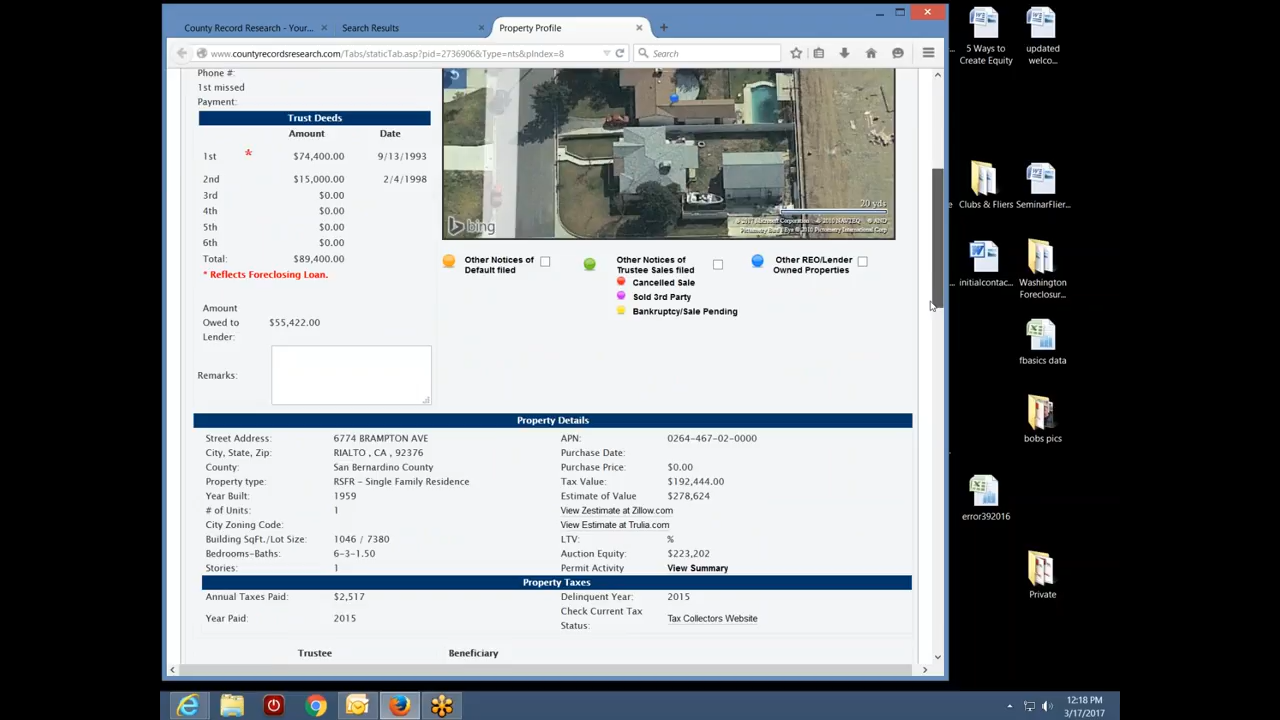 County Record Research - Your...
Search Results
Property Profile
www.countyrecordsresearch.com/Tabs/staticTab.asp?pid=2736906&Type=nts&pIndex=8
Search
Phone #:
1st missed
Payment:
Trust Deeds
Amount Date
1st * $74,400.00 9/13/1993
2nd $15,000.00 2/4/1998
3rd $0.00
4th $0.00
5th $0.00
6th $0.00
Total: $89,400.00
* Reflects Foreclosing Loan.
Amount
Owed to
Lender:
$55,422.00
Remarks:
20 yds
bing
Other Notices of
Default filed
Other Notices of
Trustee Sales filed
Cancelled Sale
Sold 3rd Party
Bankruptcy/Sale Pending
Other REO/Lender
Owned Properties
Property Details
Street Address: 6774 BRAMPTON AVE
City, State, Zip: RIALTO , CA , 92376
County: San Bernardino County
Property type: RSFR - Single Family Residence
Year Built: 1959
# of Units: 1
City Zoning Code:
Building SqFt./Lot Size: 1046 / 7380
Bedrooms-Baths: 6-3-1.50
Stories: 1
APN: 0264-467-02-0000
Purchase Date:
Purchase Price: $0.00
Tax Value: $192,444.00
Estimate of Value $278,624
View Zestimate at Zillow.com
View Estimate at Trulia.com
LTV: %
Auction Equity: $223,202
Permit Activity View Summary
Property Taxes
Annual Taxes Paid: $2,517
Year Paid: 2015
Delinquent Year: 2015
Check Current Tax
Status:
Tax Collectors Website
Trustee Beneficiary
5 Ways to
Create Equity
updated
welco...
Clubs & Fliers
SeminarFlier...
initialcontac...
Washington
Foreclosur...
fbasics data
bobs pics
error392016
Private
12:18 PM
3/17/2017